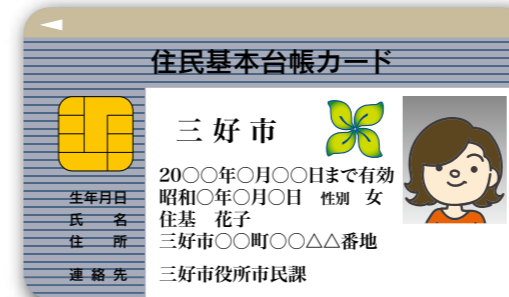 住民基本台帳カード
三好市
20○○年○月○○日まで有効
生年月日 昭和○年○月○日 性別 女
氏名 住基 花子
住所 三好市○○町○○△△番地
連絡先 三好市役所市民課